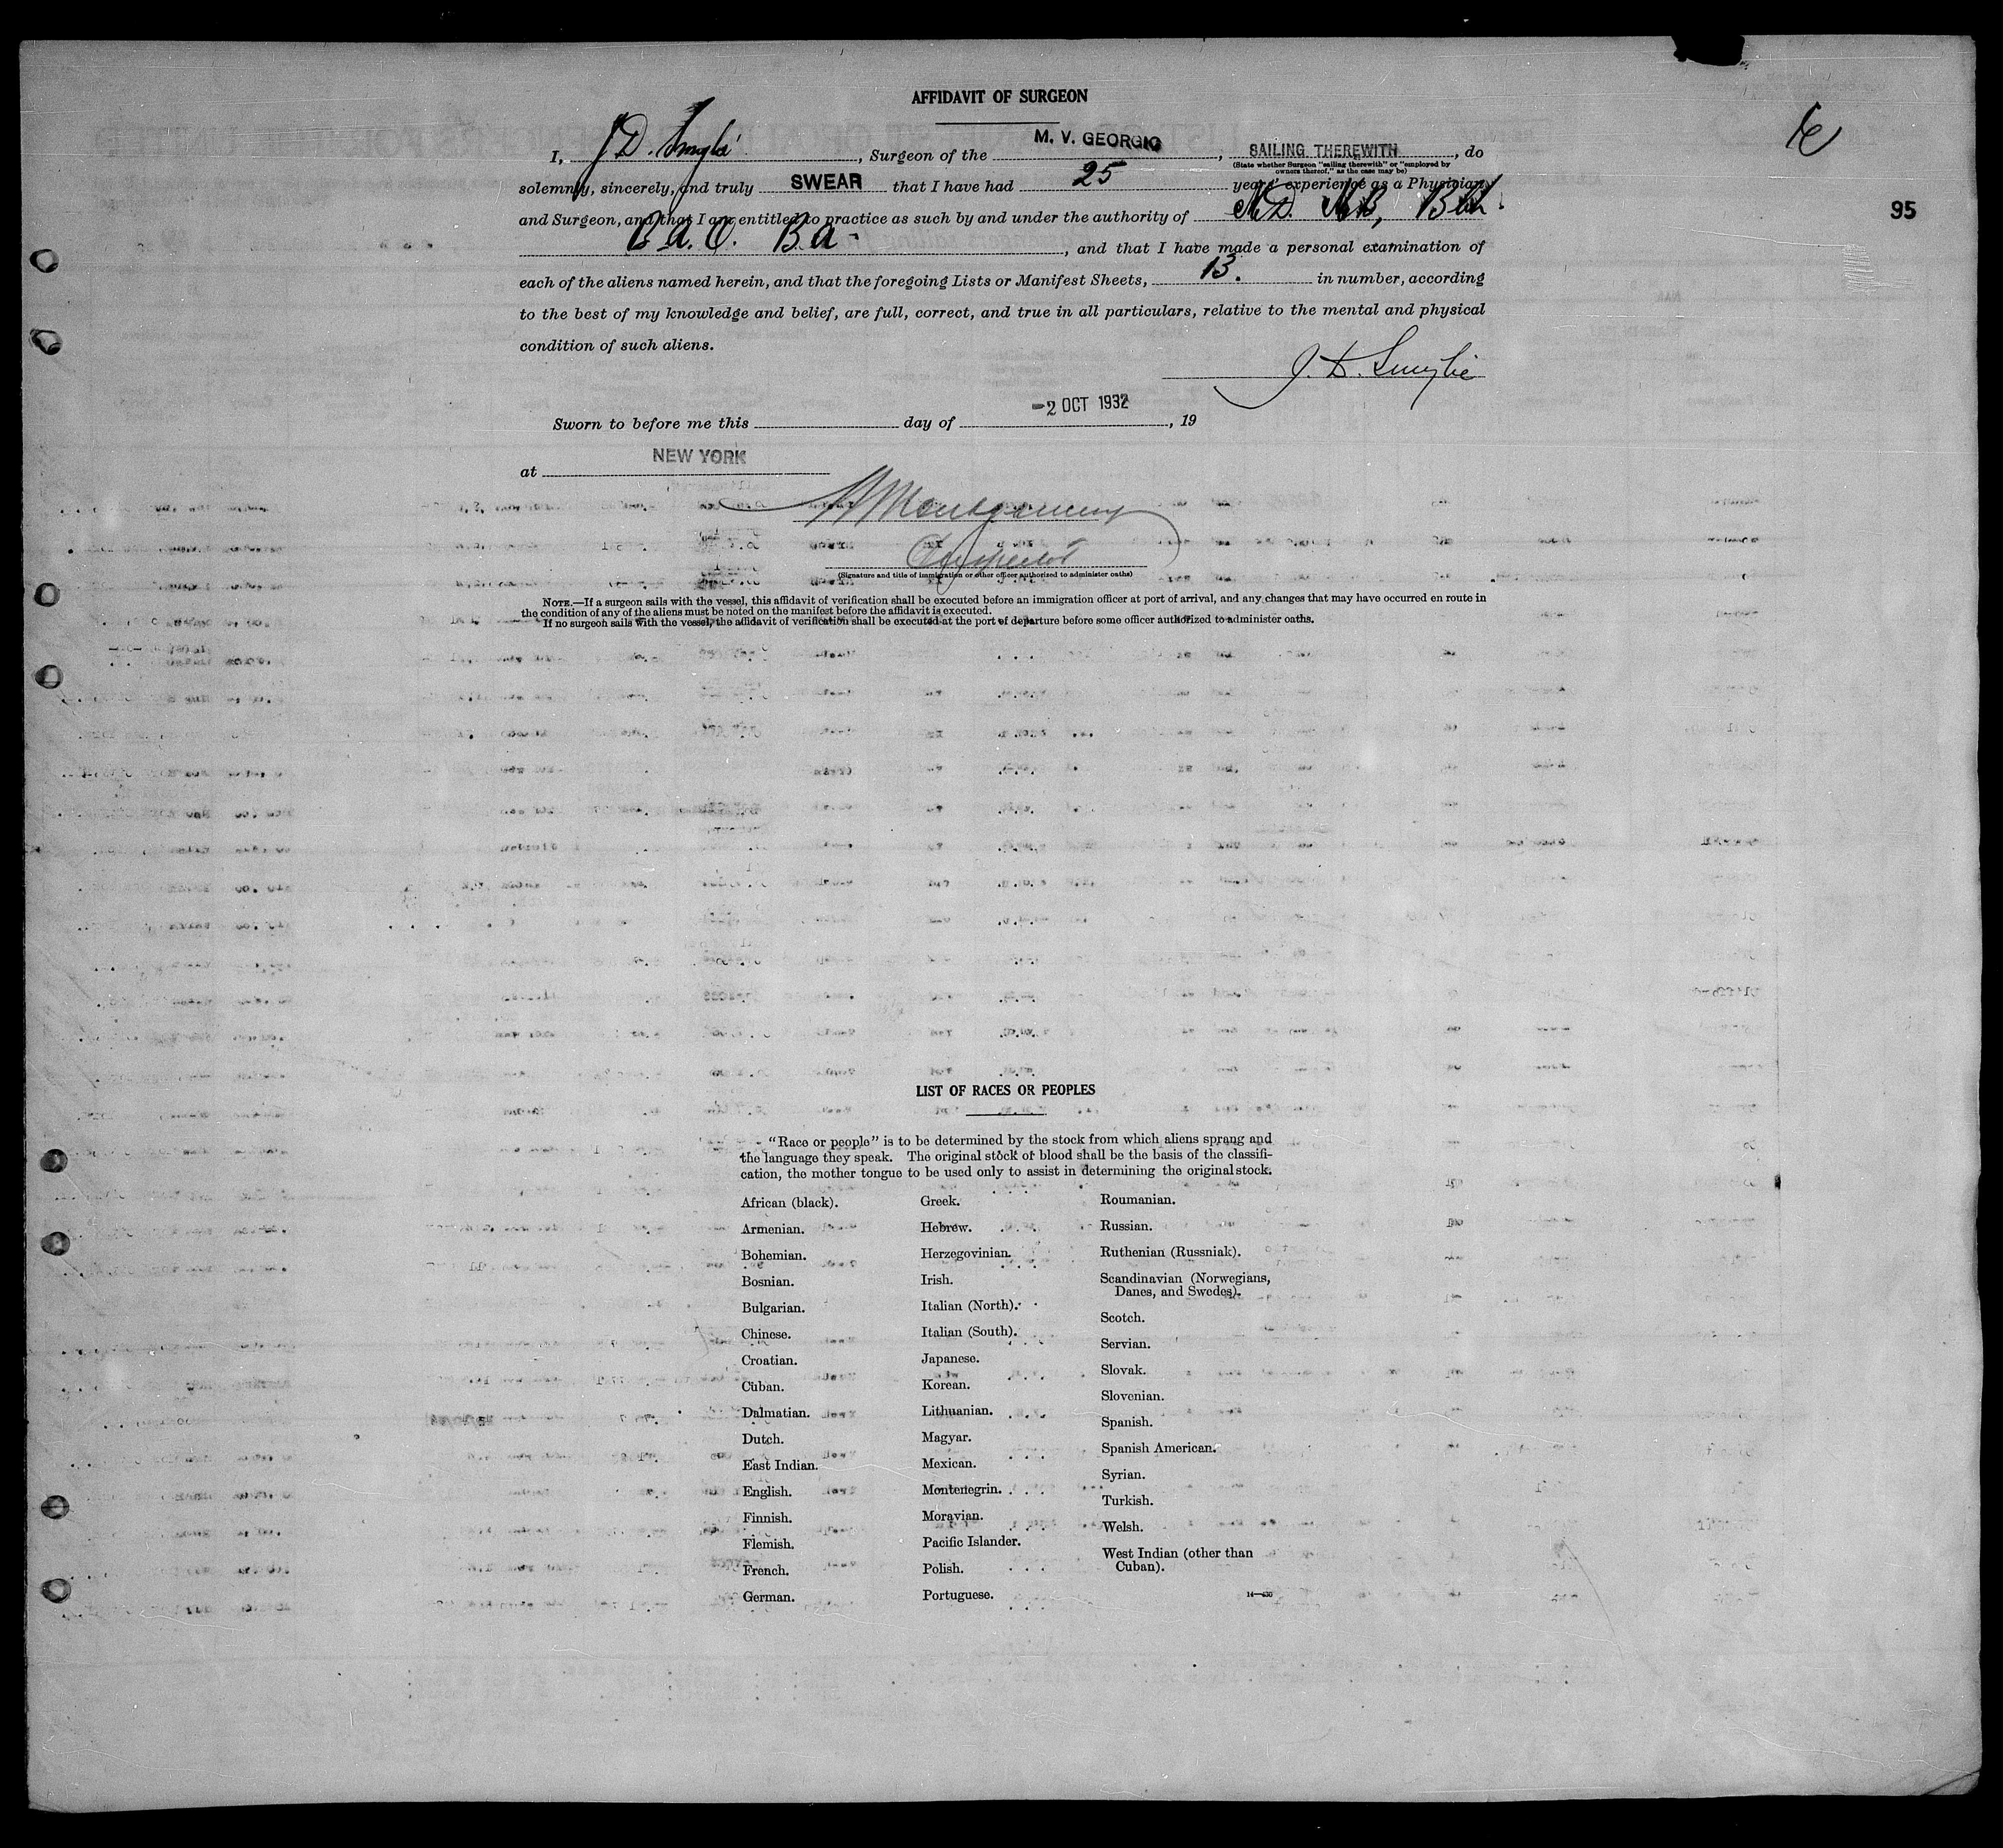 AFFIDAVIT OF SURGEON
I, J. D. Smylie, Surgeon of the M. V. GEORGIC, SAILING THEREWITH, do
(State whether Surgeon "sailing therewith" or "employed by
owners thereof," as the case may be)
solemnly, sincerely, and truly SWEAR that I have had 25 years' experience as a Physician
and Surgeon, and that I am entitled to practice as such by and under the authority of M.D. M.B, B.Ch.
B.A.O. B.A., and that I have made a personal examination of
each of the aliens named herein, and that the foregoing Lists or Manifest Sheets, 13. in number, according
to the best of my knowledge and belief, are full, correct, and true in all particulars, relative to the mental and physical
condition of such aliens.
J. D. Smylie
Sworn to before me this day of -2 OCT 1932, 19
at NEW YORK
Montgomery
Inspector
(Signature and title of immigration or other officer authorized to administer oaths)
NOTE.—If a surgeon sails with the vessel, this affidavit of verification shall be executed before an immigration officer at port of arrival, and any changes that may have occurred en route in
the condition of any of the aliens must be noted on the manifest before the affidavit is executed.
If no surgeon sails with the vessel, the affidavit of verification shall be executed at the port of departure before some officer authorized to administer oaths.
95
LIST OF RACES OR PEOPLES
"Race or people" is to be determined by the stock from which aliens sprang and
the language they speak. The original stock or blood shall be the basis of the classifi-
cation, the mother tongue to be used only to assist in determining the original stock.
African (black).
Armenian.
Bohemian.
Bosnian.
Bulgarian.
Chinese.
Croatian.
Cuban.
Dalmatian.
Dutch.
East Indian.
English.
Finnish.
Flemish.
French.
German.
Greek.
Hebrew.
Herzegovinian.
Irish.
Italian (North).
Italian (South).
Japanese.
Korean.
Lithuanian.
Magyar.
Mexican.
Montenegrin.
Moravian.
Pacific Islander.
Polish.
Portuguese.
Roumanian.
Russian.
Ruthenian (Russniak).
Scandinavian (Norwegians,
Danes, and Swedes).
Scotch.
Servian.
Slovak.
Slovenian.
Spanish.
Spanish American.
Syrian.
Turkish.
Welsh.
West Indian (other than
Cuban).
14—430